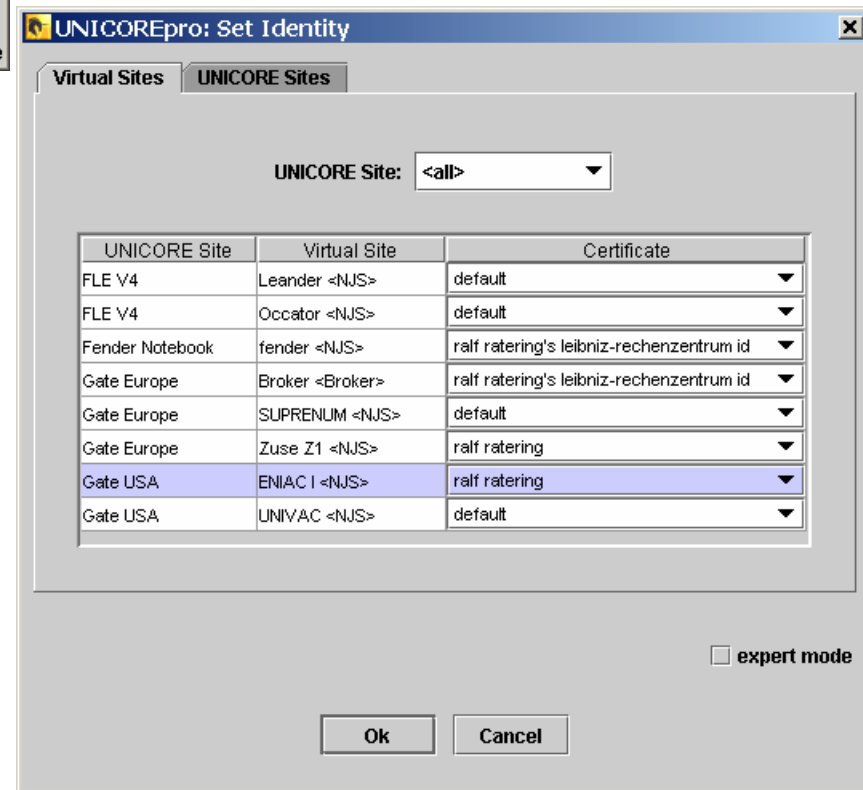 e
UNICOREpro: Set Identity
Virtual Sites UNICORE Sites
UNICORE Site: <all>
UNICORE Site Virtual Site Certificate
FLE V4 Leander <NJS> default
FLE V4 Occator <NJS> default
Fender Notebook fender <NJS> ralf ratering's leibniz-rechenzentrum id
Gate Europe Broker <Broker> ralf ratering's leibniz-rechenzentrum id
Gate Europe SUPRENUM <NJS> default
Gate Europe Zuse Z1 <NJS> ralf ratering
Gate USA ENIAC I <NJS> ralf ratering
Gate USA UNIVAC <NJS> default
expert mode
Ok Cancel